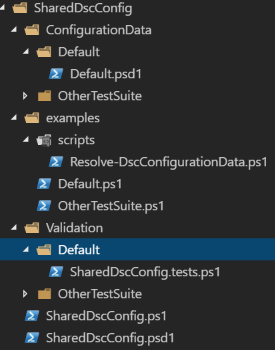 SharedDscConfig
ConfigurationData
Default
Default.psd1
OtherTestSuite
examples
scripts
Resolve-DscConfigurationData.ps1
Default.ps1
OtherTestSuite.ps1
Validation
Default
SharedDscConfig.tests.ps1
OtherTestSuite
SharedDscConfig.ps1
SharedDscConfig.psd1